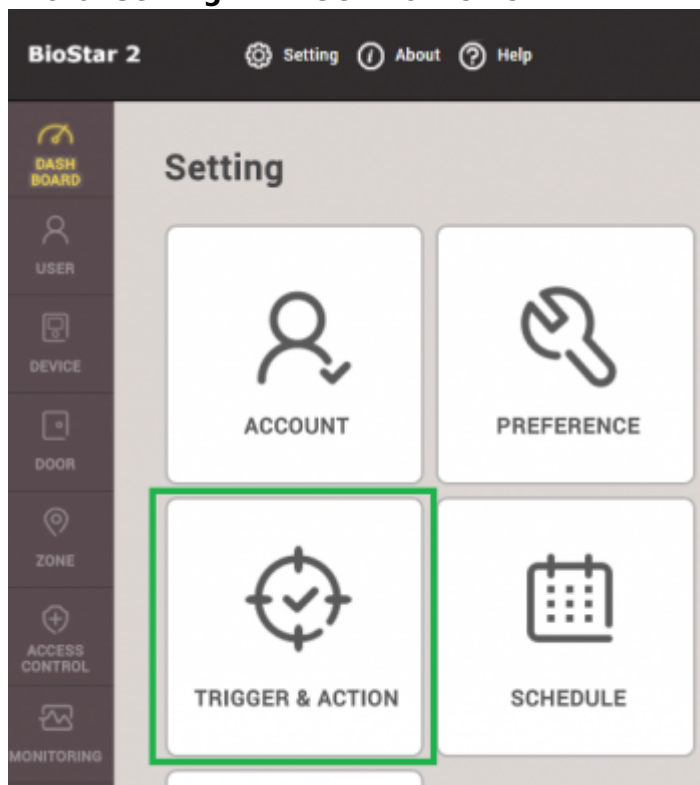 BioStar 2
Setting
About
Help
DASH
BOARD
USER
DEVICE
DOOR
ZONE
ACCESS
CONTROL
MONITORING
Setting
ACCOUNT
PREFERENCE
TRIGGER & ACTION
SCHEDULE